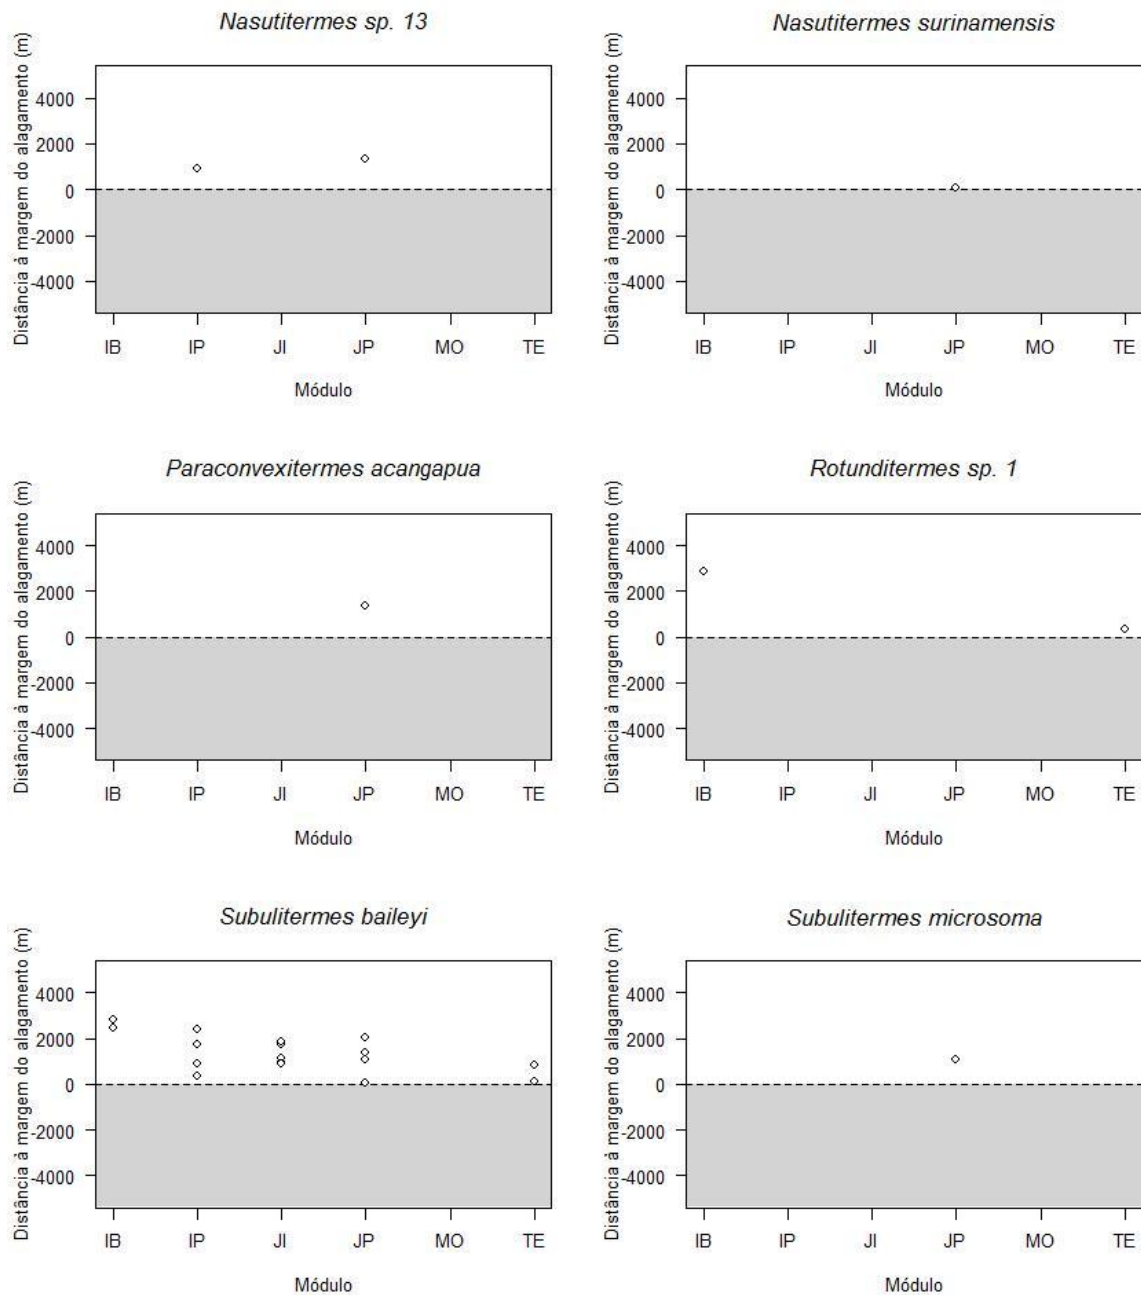 Nasutitermes sp. 13
Distância à margem do alagamento (m)
4000
2000
0
-2000
-4000
IB IP JI JP MO TE
Módulo
Nasutitermes surinamensis
Distância à margem do alagamento (m)
4000
2000
0
-2000
-4000
IB IP JI JP MO TE
Módulo
Paraconvexitermes acangapua
Distância à margem do alagamento (m)
4000
2000
0
-2000
-4000
IB IP JI JP MO TE
Módulo
Rotunditermes sp. 1
Distância à margem do alagamento (m)
4000
2000
0
-2000
-4000
IB IP JI JP MO TE
Módulo
Subulitermes baileyi
Distância à margem do alagamento (m)
4000
2000
0
-2000
-4000
IB IP JI JP MO TE
Módulo
Subulitermes microsoma
Distância à margem do alagamento (m)
4000
2000
0
-2000
-4000
IB IP JI JP MO TE
Módulo